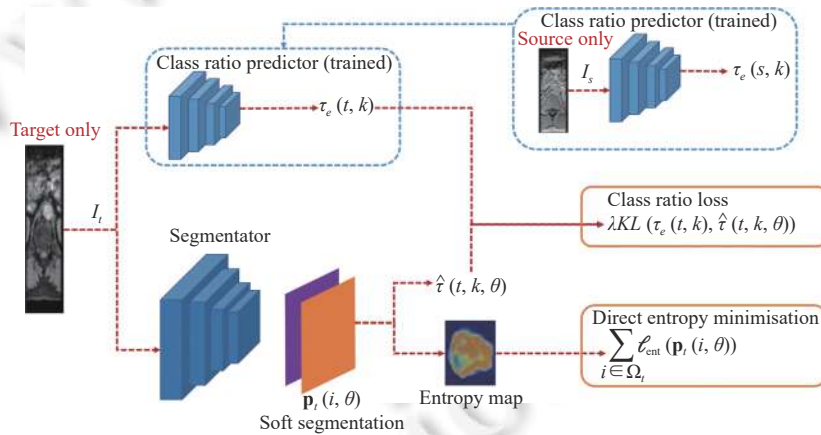 Class ratio predictor (trained)
Source only
I_s
τ_e (s, k)
Class ratio predictor (trained)
τ_e (t, k)
Target only
I_t
Class ratio loss
λKL (τ_e (t, k), τ̂ (t, k, θ))
Segmentator
τ̂ (t, k, θ)
Direct entropy minimisation
∑ ℓ_ent (p_t (i, θ))
i ∈ Ω_t
p_t (i, θ)
Soft segmentation
Entropy map